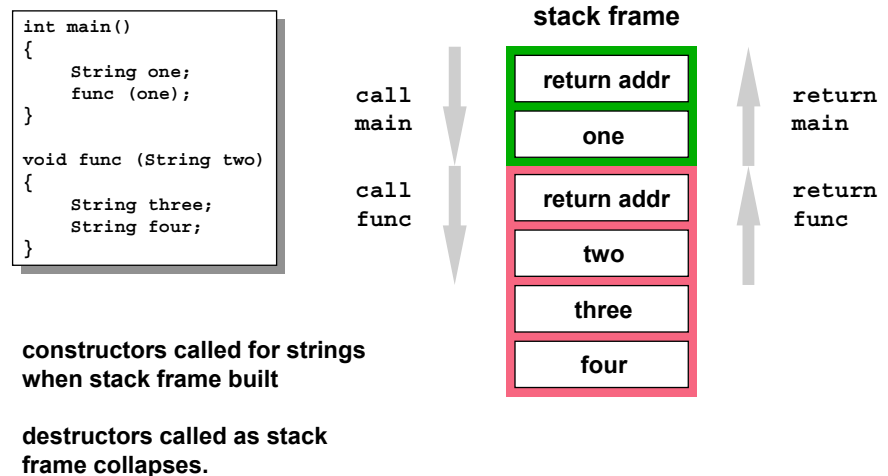 int main()
{
String one;
func (one);
}
void func (String two)
{
String three;
String four;
}
stack frame
call
main
call
func
return addr
one
return addr
two
three
four
return
main
return
func
constructors called for strings
when stack frame built
destructors called as stack
frame collapses.